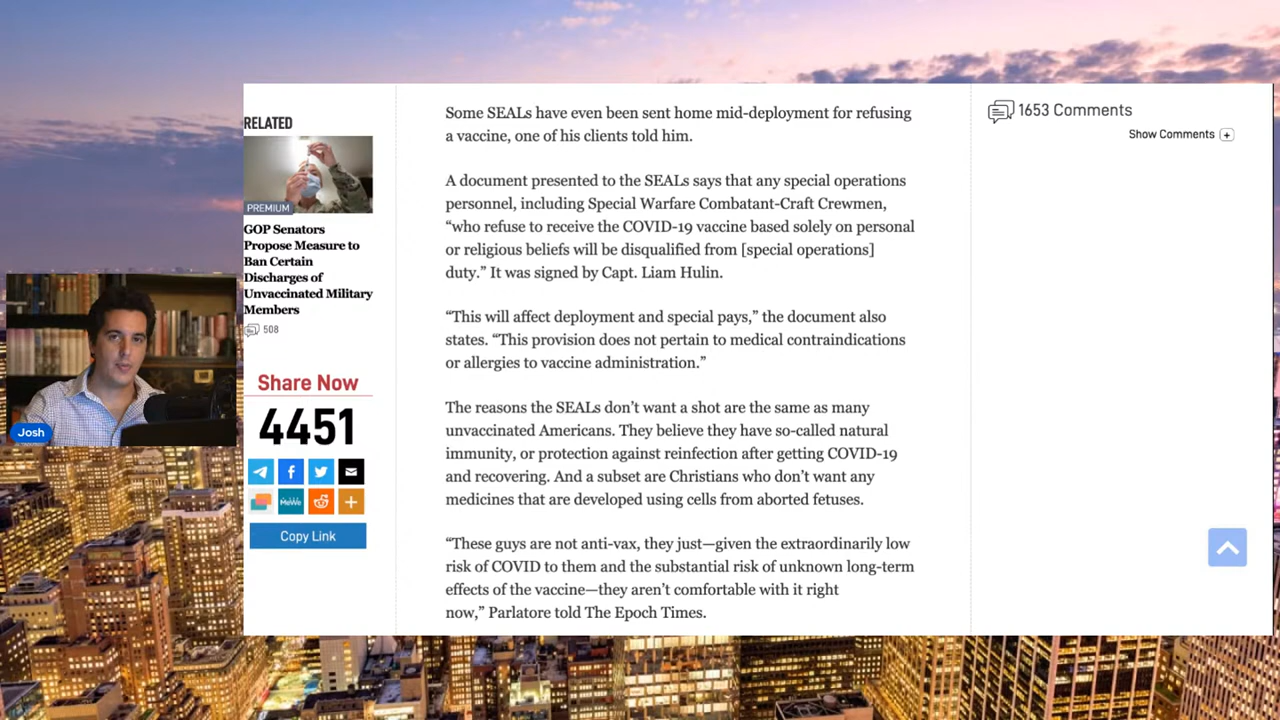 RELATED
PREMIUM
GOP Senators
Propose Measure to
Ban Certain
Discharges of
Unvaccinated Military
Members
508
Share Now
4451
MeWe
Copy Link
Josh
Some SEALs have even been sent home mid-deployment for refusing
a vaccine, one of his clients told him.
A document presented to the SEALs says that any special operations
personnel, including Special Warfare Combatant-Craft Crewmen,
“who refuse to receive the COVID-19 vaccine based solely on personal
or religious beliefs will be disqualified from [special operations]
duty.” It was signed by Capt. Liam Hulin.
“This will affect deployment and special pays,” the document also
states. “This provision does not pertain to medical contraindications
or allergies to vaccine administration.”
The reasons the SEALs don’t want a shot are the same as many
unvaccinated Americans. They believe they have so-called natural
immunity, or protection against reinfection after getting COVID-19
and recovering. And a subset are Christians who don’t want any
medicines that are developed using cells from aborted fetuses.
“These guys are not anti-vax, they just—given the extraordinarily low
risk of COVID to them and the substantial risk of unknown long-term
effects of the vaccine—they aren’t comfortable with it right
now,” Parlatore told The Epoch Times.
1653 Comments
Show Comments +